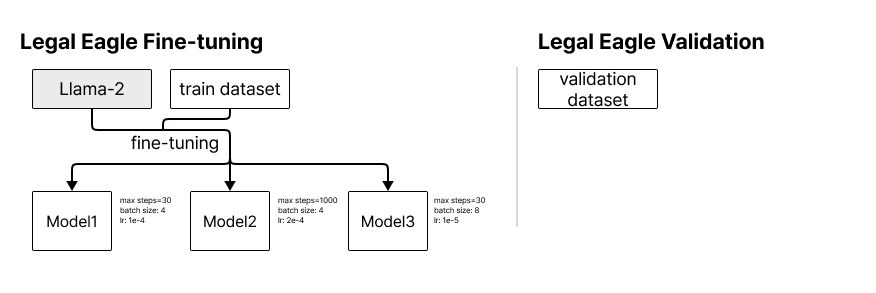 Legal Eagle Fine-tuning
Legal Eagle Validation
Llama-2
train dataset
validation
dataset
fine-tuning
Model1
max steps=30
batch size: 4
lr: 1e-4
Model2
max steps=1000
batch size: 4
lr: 2e-4
Model3
max steps=30
batch size: 8
lr: 1e-5